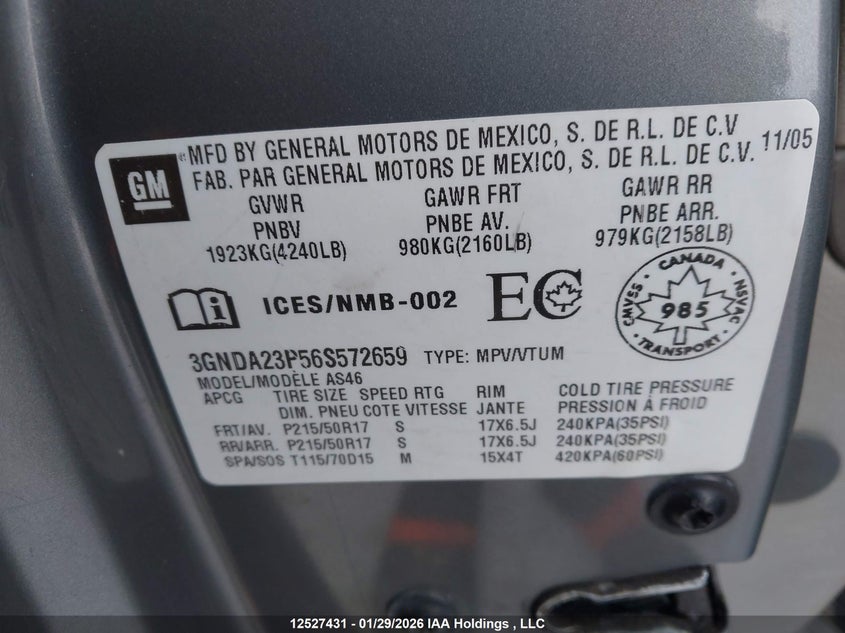 GM
MFD BY GENERAL MOTORS DE MEXICO, S. DE R.L. DE C.V 11/05
FAB. PAR GENERAL MOTORS DE MEXICO, S. DE R.L. DE C.V.
GVWR GAWR FRT GAWR RR
PNBV PNBE AV. PNBE ARR.
1923KG(4240LB) 980KG(2160LB) 979KG(2158LB)
i ICES/NMB-002 EC
CANADA
CMVSS 985 NSVAC
TRANSPORT
3GNDA23P56S572659 TYPE: MPV/VTUM
MODEL/MODÈLE AS46
APCG TIRE SIZE SPEED RTG RIM COLD TIRE PRESSURE
DIM. PNEU COTE VITESSE JANTE PRESSION À FROID
FRT/AV. P215/50R17 S 17X6.5J 240KPA(35PSI)
RR/ARR. P215/50R17 S 17X6.5J 240KPA(35PSI)
SPA/SOS T115/70D15 M 15X4T 420KPA(60PSI)
12527431 - 01/29/2026 IAA Holdings , LLC